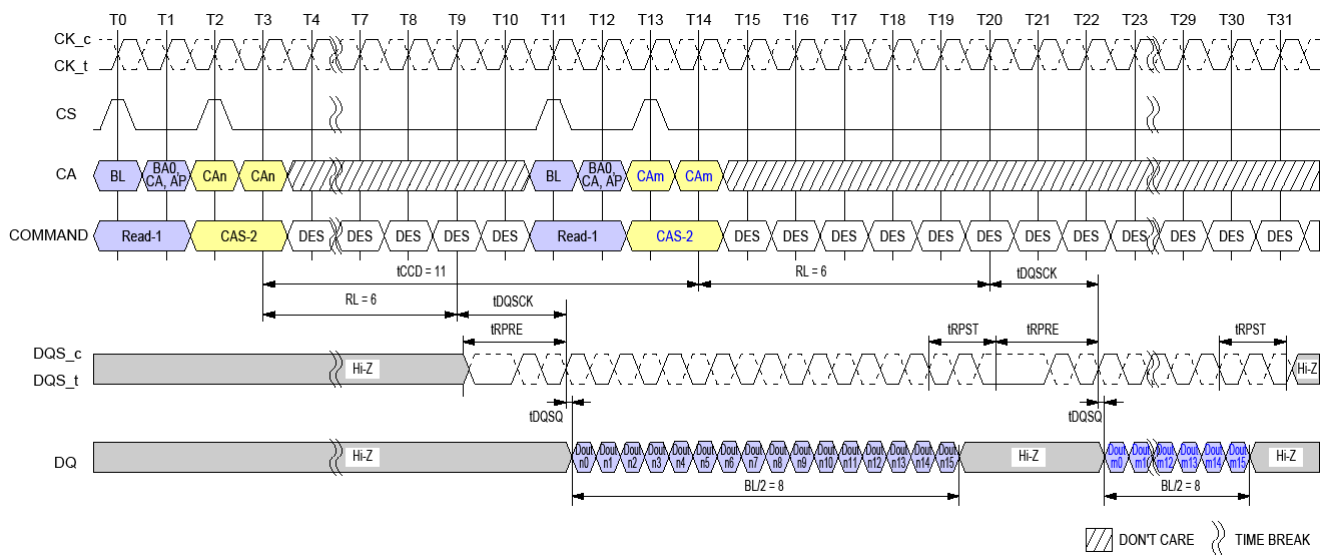 T0 T1 T2 T3 T4 T7 T8 T9 T10 T11 T12 T13 T14 T15 T16 T17 T18 T19 T20 T21 T22 T23 T29 T30 T31
CK_c
CK_t
CS
CA BL BA0, CA, AP CAn CAn BL BA0, CA, AP CAm CAm
COMMAND Read-1 CAS-2 DES DES DES DES DES Read-1 CAS-2 DES DES DES DES DES DES DES DES DES DES DES DES
tCCD = 11 RL = 6 tDQSCK
RL = 6 tDQSCK
tRPRE tRPST tRPRE tRPST
DQS_c
DQS_t
Hi-Z Hi-Z
tDQSQ tDQSQ
DQ Hi-Z Dout n0 Dout n1 Dout n2 Dout n3 Dout n4 Dout n5 Dout n6 Dout n7 Dout n8 Dout n9 Dout n10 Dout n11 Dout n12 Dout n13 Dout n14 Dout n15 Hi-Z Dout m0 Dout m12 Dout m13 Dout m14 Dout m15 Hi-Z
BL/2 = 8 BL/2 = 8
DON'T CARE TIME BREAK